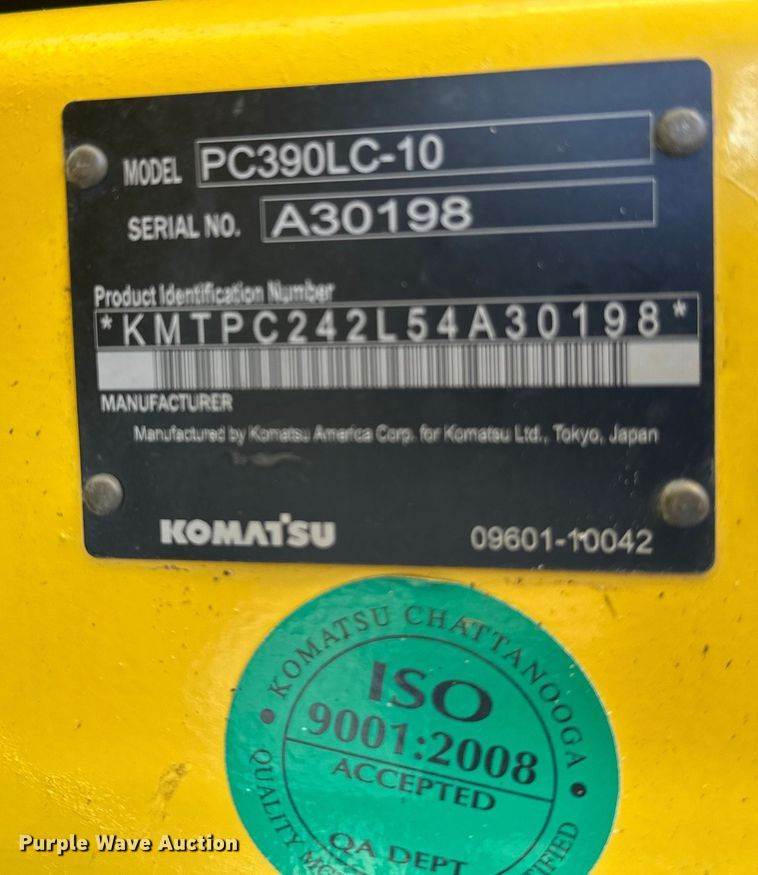 MODEL PC390LC-10
SERIAL NO. A30198
Product Identification Number
*KMTPC242L54A30198*
MANUFACTURER
Manufactured by Komatsu America Corp. for Komatsu Ltd., Tokyo, Japan
KOMATSU 09601-10042
KOMATSU CHATTANOOGA
ISO
9001:2008
ACCEPTED
QA DEPT
QUALITY
Purple Wave Auction